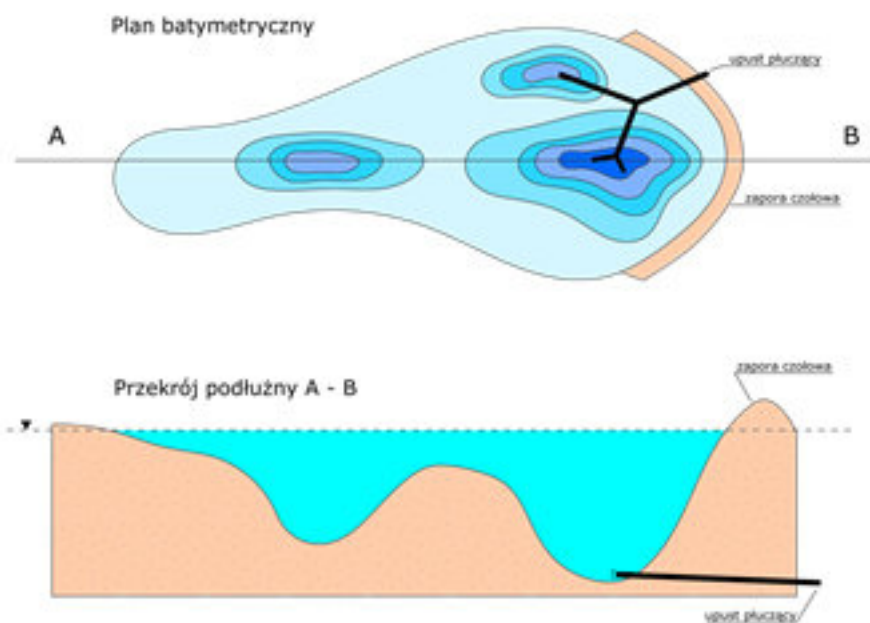 Plan batymetryczny
upust płuczący
A
B
zapora czołowa
zapora czołowa
Przekrój podłużny A - B
upust płuczący